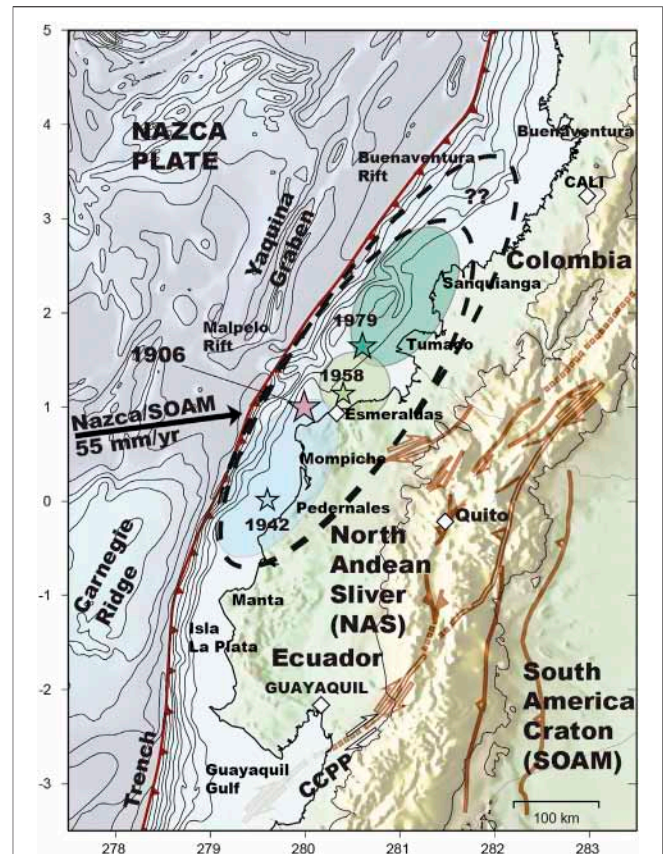 5
4
3
2
1
0
-1
-2
-3
278
279
280
281
282
283
NAZCA
PLATE
Buenaventura
Buenaventura
Rift
CALI
??
Yaquina
Graben
Colombia
Sanquianga
Malpelo
Rift
1979
Tumaco
1906
1958
Nazca/SOAM
55 mm/yr
Esmeraldas
Mompiche
Pedernales
1942
Quito
Carnegie
Ridge
North
Andean
Sliver
(NAS)
Manta
Isla
La Plata
Ecuador
GUAYAQUIL
South
America
Craton
(SOAM)
Trench
Guayaquil
Gulf
CCPP
100 km